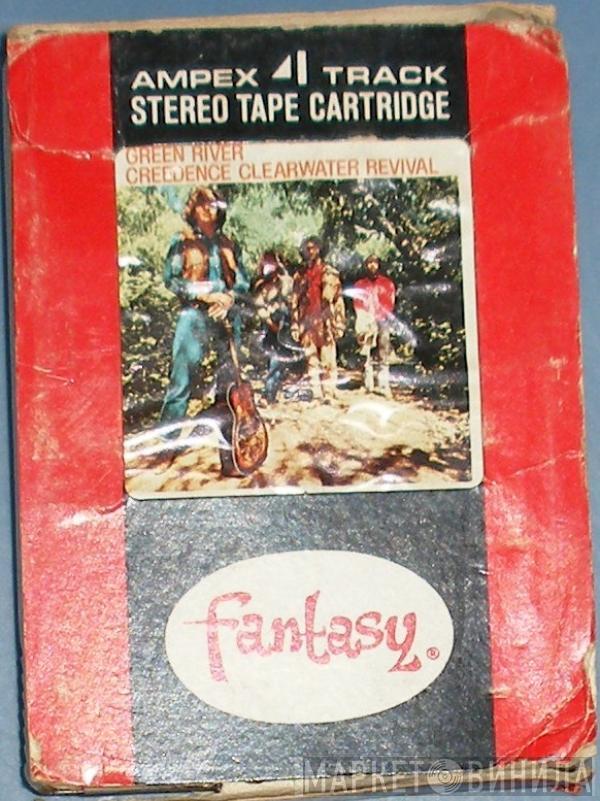 AMPEX 4 TRACK
STEREO TAPE CARTRIDGE
GREEN RIVER
CREEDENCE CLEARWATER REVIVAL
fantasy®
МАРКЕТ ВИНИЛА